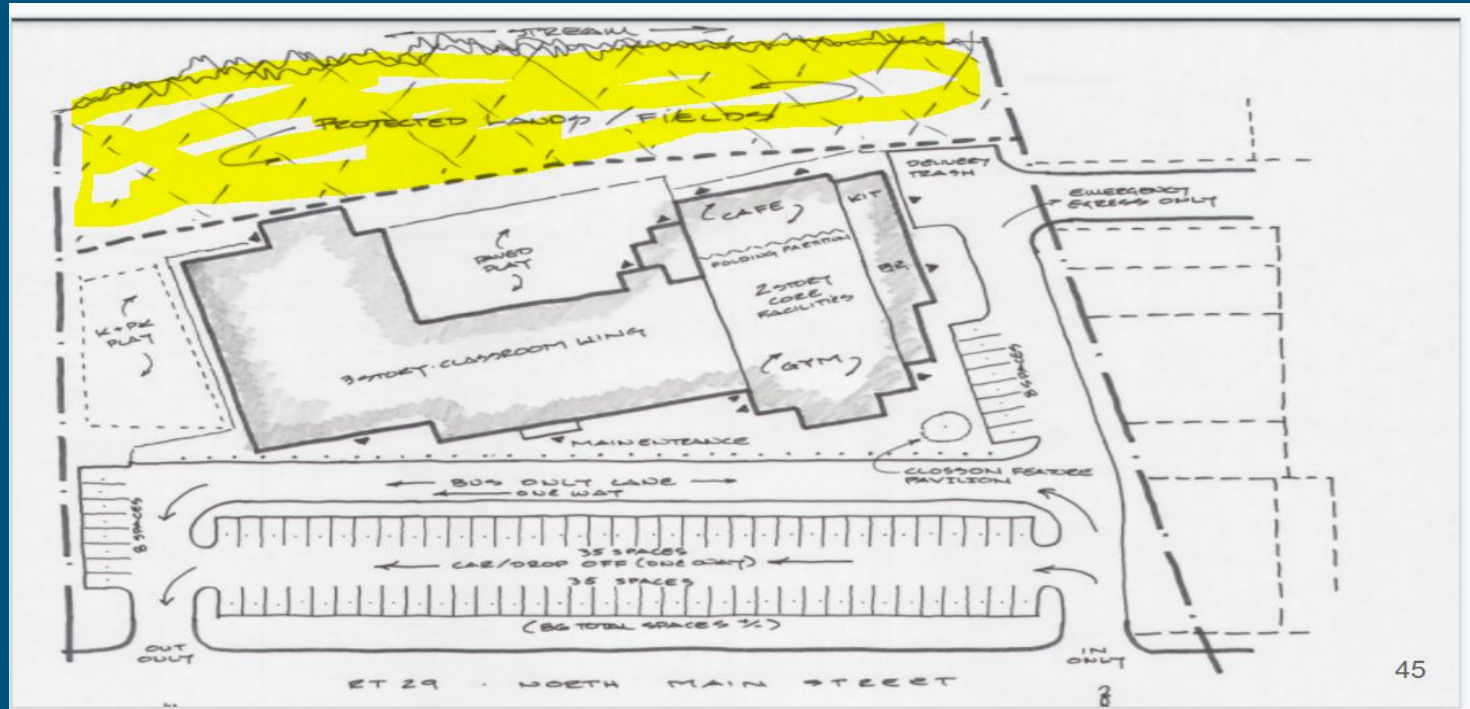 STREAM
PROTECTED LANDS / FIELDS
DELIVERY
TRASH
EMERGENCY
EGRESS ONLY
CAFE
KIT
FOLDING PARTITION
PAVED
PLAY
B.R.
2 STORY
CORE
FACILITIES
K+PK
PLAY
3 STORY. CLASSROOM WING
GYM
8 SPACES
MAIN ENTRANCE
CLOSSON FEATURE
PAVILION
BUS ONLY LANE
ONE WAY
8 SPACES
35 SPACES
CAR/DROP OFF (ONE WAY)
35 SPACES
(86 TOTAL SPACES +/-)
OUT
ONLY
IN
ONLY
RT 29 . NORTH MAIN STREET
45